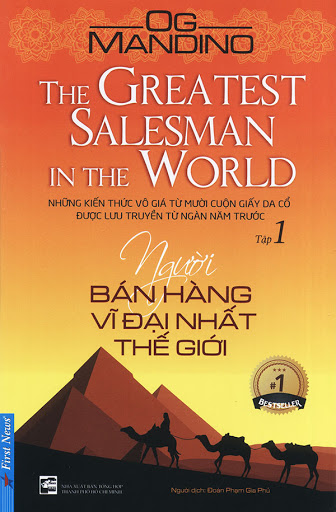 OG
MANDINO
THE GREATEST
SALESMAN
IN THE WORLD
NHỮNG KIẾN THỨC VÔ GIÁ TỪ MƯỜI CUỘN GIẤY DA CỔ
ĐƯỢC LƯU TRUYỀN TỪ NGÀN NĂM TRƯỚC
Tập 1
Người
BÁN HÀNG
VĨ ĐẠI NHẤT
THẾ GIỚI
#1
BESTSELLER
First News
NHÀ XUẤT BẢN TỔNG HỢP
THÀNH PHỐ HỒ CHÍ MINH
Người dịch: Đoàn Phạm Gia Phú